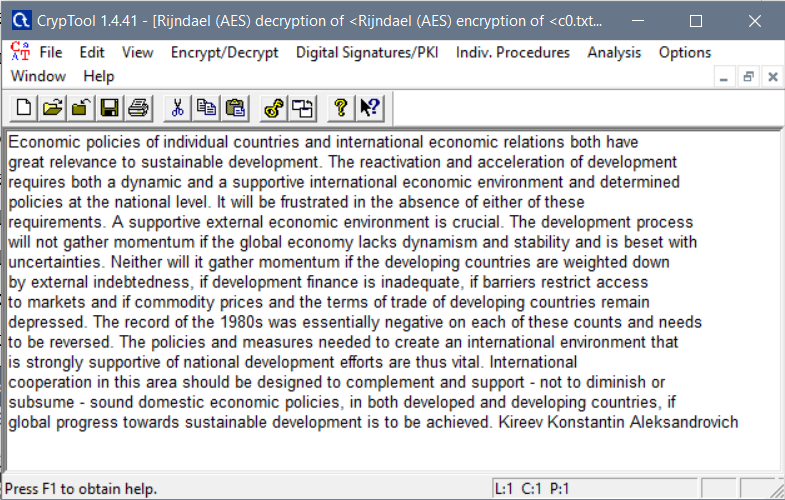 CrypTool 1.4.41 - [Rijndael (AES) decryption of <Rijndael (AES) encryption of <c0.txt...
File Edit View Encrypt/Decrypt Digital Signatures/PKI Indiv. Procedures Analysis Options
Window Help
Economic policies of individual countries and international economic relations both have
great relevance to sustainable development. The reactivation and acceleration of development
requires both a dynamic and a supportive international economic environment and determined
policies at the national level. It will be frustrated in the absence of either of these
requirements. A supportive external economic environment is crucial. The development process
will not gather momentum if the global economy lacks dynamism and stability and is beset with
uncertainties. Neither will it gather momentum if the developing countries are weighted down
by external indebtedness, if development finance is inadequate, if barriers restrict access
to markets and if commodity prices and the terms of trade of developing countries remain
depressed. The record of the 1980s was essentially negative on each of these counts and needs
to be reversed. The policies and measures needed to create an international environment that
is strongly supportive of national development efforts are thus vital. International
cooperation in this area should be designed to complement and support - not to diminish or
subsume - sound domestic economic policies, in both developed and developing countries, if
global progress towards sustainable development is to be achieved. Kireev Konstantin Aleksandrovich
Press F1 to obtain help. L:1 C:1 P:1